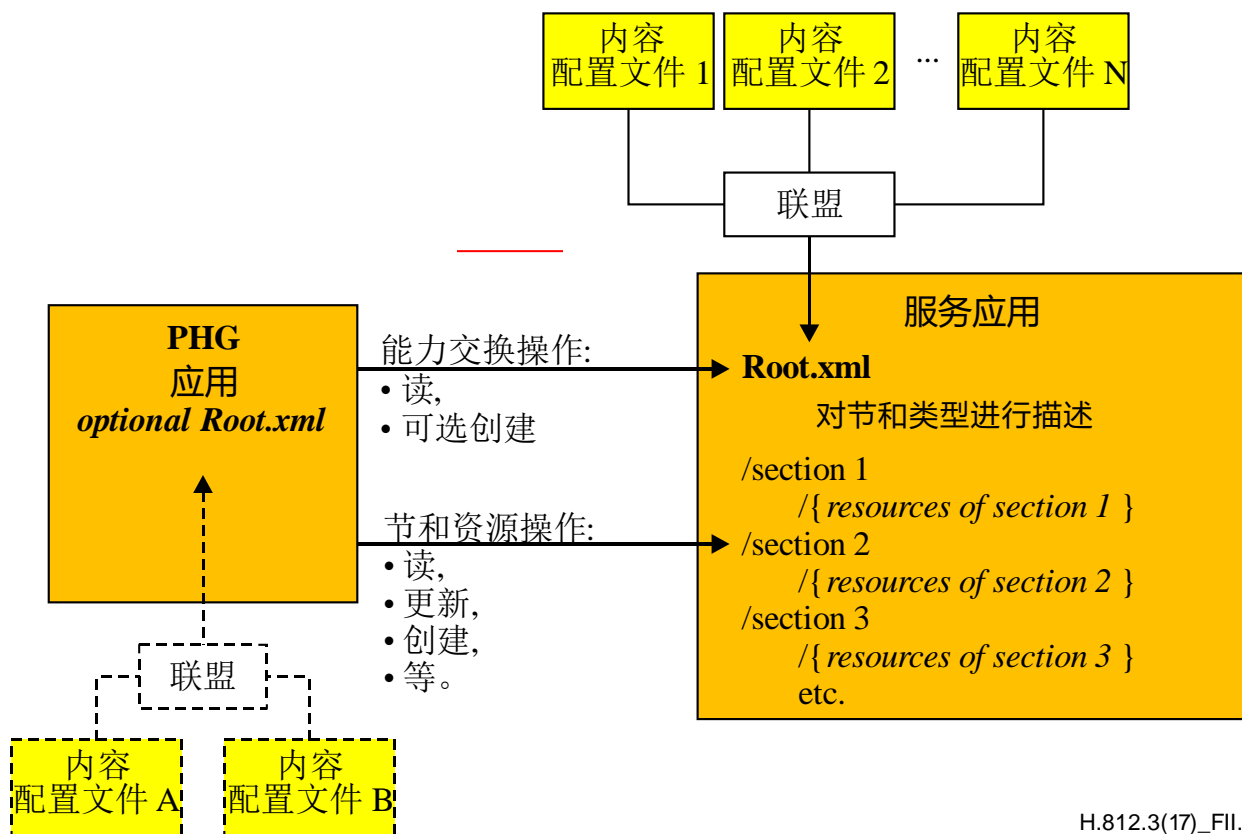 内容
配置文件 1
内容
配置文件 2
...
内容
配置文件 N
联盟
PHG
应用
optional Root.xml
能力交换操作:
• 读,
• 可选创建
节和资源操作:
• 读,
• 更新,
• 创建,
• 等。
服务应用
Root.xml
对节和类型进行描述
/section 1
/{ resources of section 1 }
/section 2
/{ resources of section 2 }
/section 3
/{ resources of section 3 }
etc.
联盟
内容
配置文件 A
内容
配置文件 B
H.812.3(17)_FII.